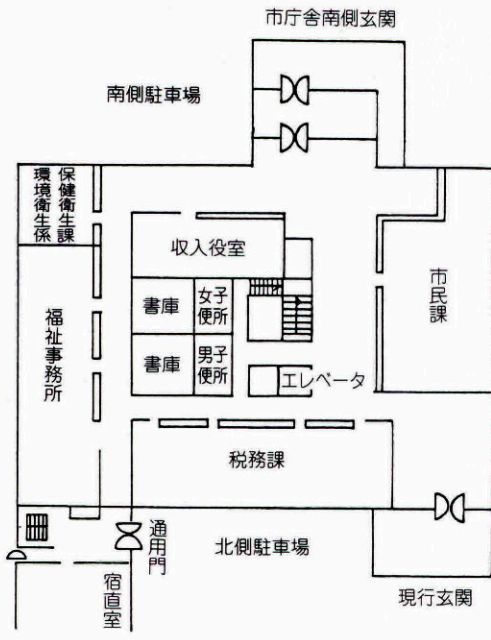 市庁舎南側玄関
南側駐車場
保健衛生課
環境衛生係
収入役室
市民課
書庫
女子
便所
福祉事務所
書庫
男子
便所
エレベータ
税務課
通用門
北側駐車場
宿直室
現行玄関